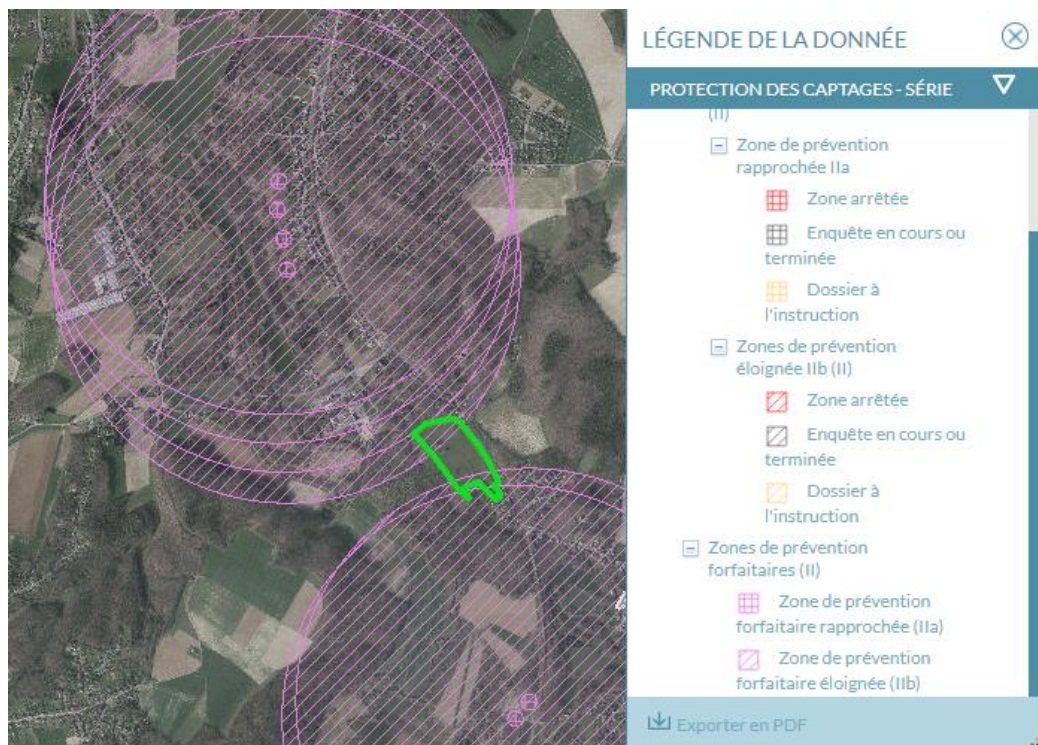 LÉGENDE DE LA DONNÉE
PROTECTION DES CAPTAGES - SÉRIE
(II)
Zone de prévention
rapprochée IIa
Zone arrêtée
Enquête en cours ou
terminée
Dossier à
l'instruction
Zones de prévention
éloignée IIb (II)
Zone arrêtée
Enquête en cours ou
terminée
Dossier à
l'instruction
Zones de prévention
forfaitaires (II)
Zone de prévention
forfaitaire rapprochée (IIa)
Zone de prévention
forfaitaire éloignée (IIb)
Exporter en PDF